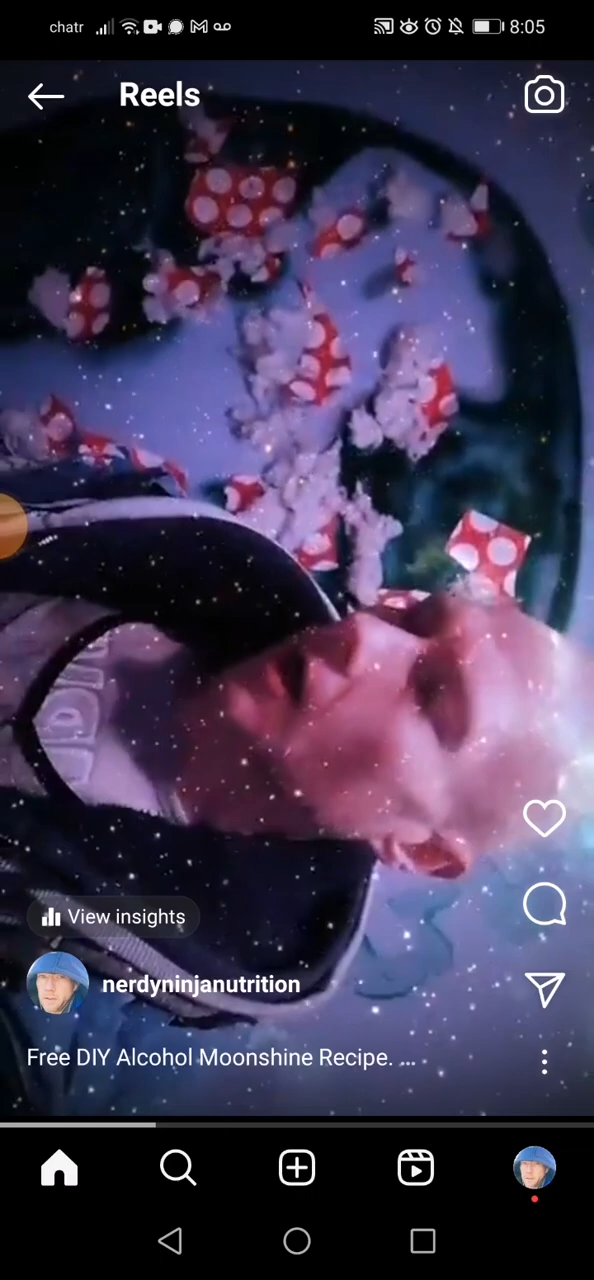 chatr 8:05
Reels
View insights
nerdyninjanutrition
Free DIY Alcohol Moonshine Recipe. ...